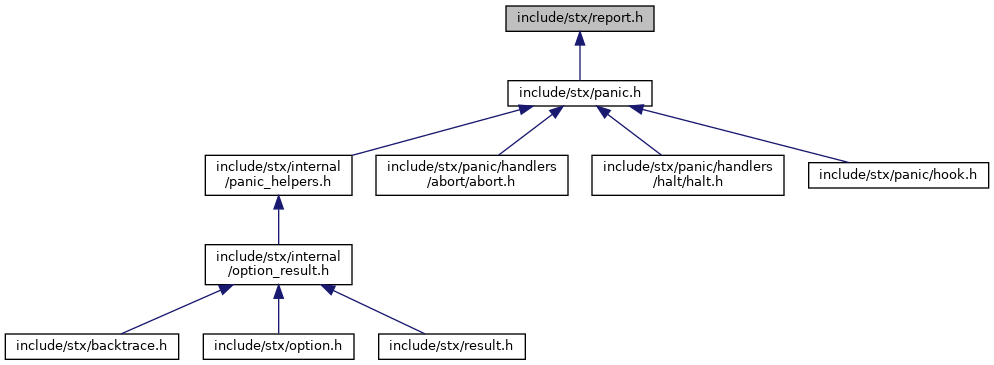 include/stx/report.h
include/stx/panic.h
include/stx/internal
/panic_helpers.h
include/stx/panic/handlers
/abort/abort.h
include/stx/panic/handlers
/halt/halt.h
include/stx/panic/hook.h
include/stx/internal
/option_result.h
include/stx/backtrace.h
include/stx/option.h
include/stx/result.h